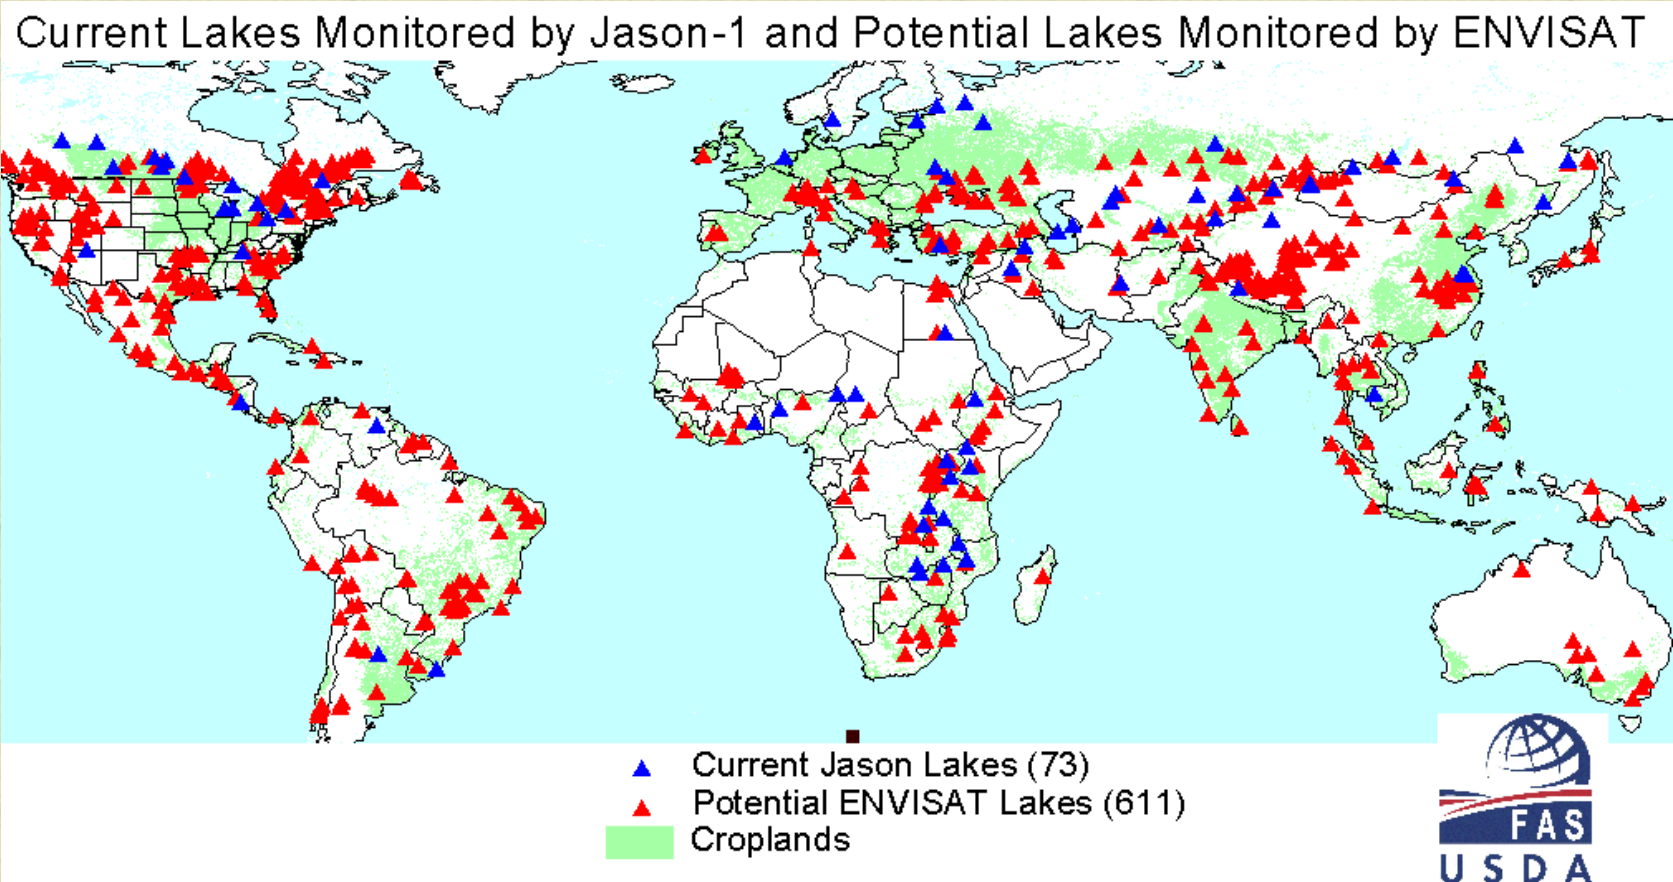 Current Lakes Monitored by Jason-1 and Potential Lakes Monitored by ENVISAT
Current Jason Lakes (73)
Potential ENVISAT Lakes (611)
Croplands
FAS
USDA